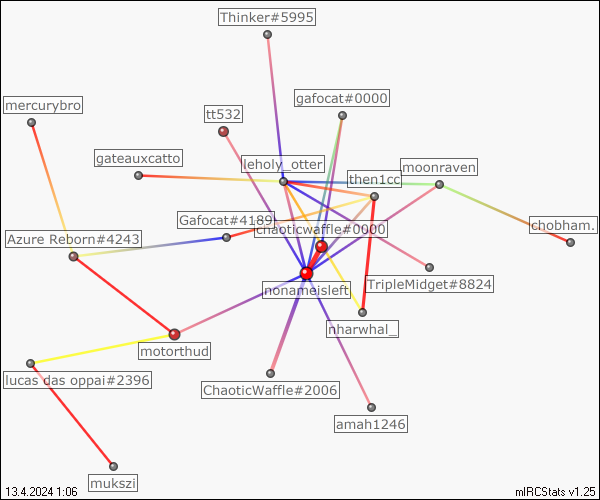 Thinker#5995
mercurybro
tt532
gafocat#0000
gateauxcatto
leholy_otter
then1cc
moonraven
Gafocat#4189
chaoticwaffle#0000
chobham.
Azure Reborn#4243
nonameisleft
TripleMidget#8824
nharwhal_
motorthud
lucas das oppai#2396
ChaoticWaffle#2006
amah1246
mukszi
13.4.2024 1:06
mIRCStats v1.25